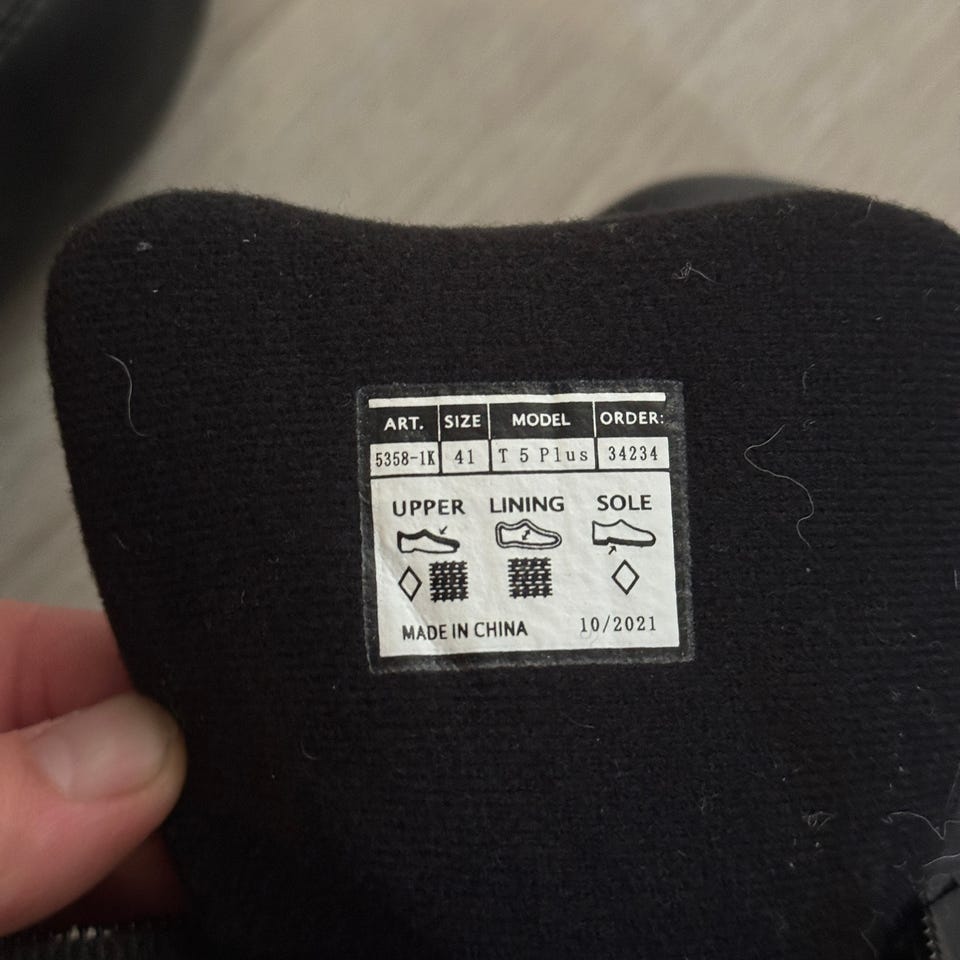 ART. SIZE MODEL ORDER:
5358-1K 41 T 5 Plus 34234
UPPER LINING SOLE
MADE IN CHINA 10/2021